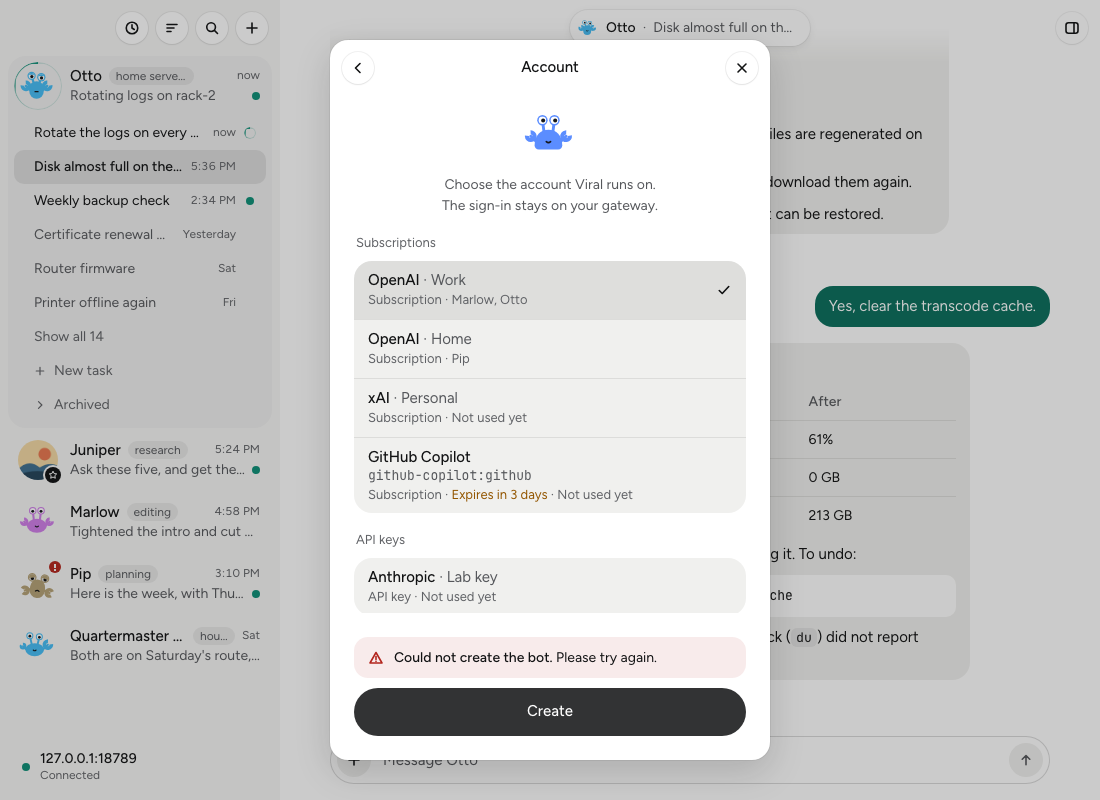 Otto
home serve...
now
Rotating logs on rack-2
Rotate the logs on every ...
now
Disk almost full on the...
5:36 PM
Weekly backup check
2:34 PM
Certificate renewal ...
Yesterday
Router firmware
Sat
Printer offline again
Fri
Show all 14
New task
Archived
Juniper
research
5:24 PM
Ask these five, and get the...
Marlow
editing
4:58 PM
Tightened the intro and cut ...
Pip
planning
3:10 PM
Here is the week, with Thu...
Quartermaster ...
hou...
Sat
Both are on Saturday's route,...
127.0.0.1:18789
Connected
Otto · Disk almost full on th...
iles are regenerated on
download them again.
can be restored.
Yes, clear the transcode cache.
After
61%
0 GB
213 GB
g it. To undo:
che
ck ( du ) did not report
Message Otto
Account
Choose the account Viral runs on.
The sign-in stays on your gateway.
Subscriptions
OpenAI · Work
Subscription · Marlow, Otto
OpenAI · Home
Subscription · Pip
xAI · Personal
Subscription · Not used yet
GitHub Copilot
github-copilot:github
Subscription · Expires in 3 days · Not used yet
API keys
Anthropic · Lab key
API key · Not used yet
Could not create the bot. Please try again.
Create